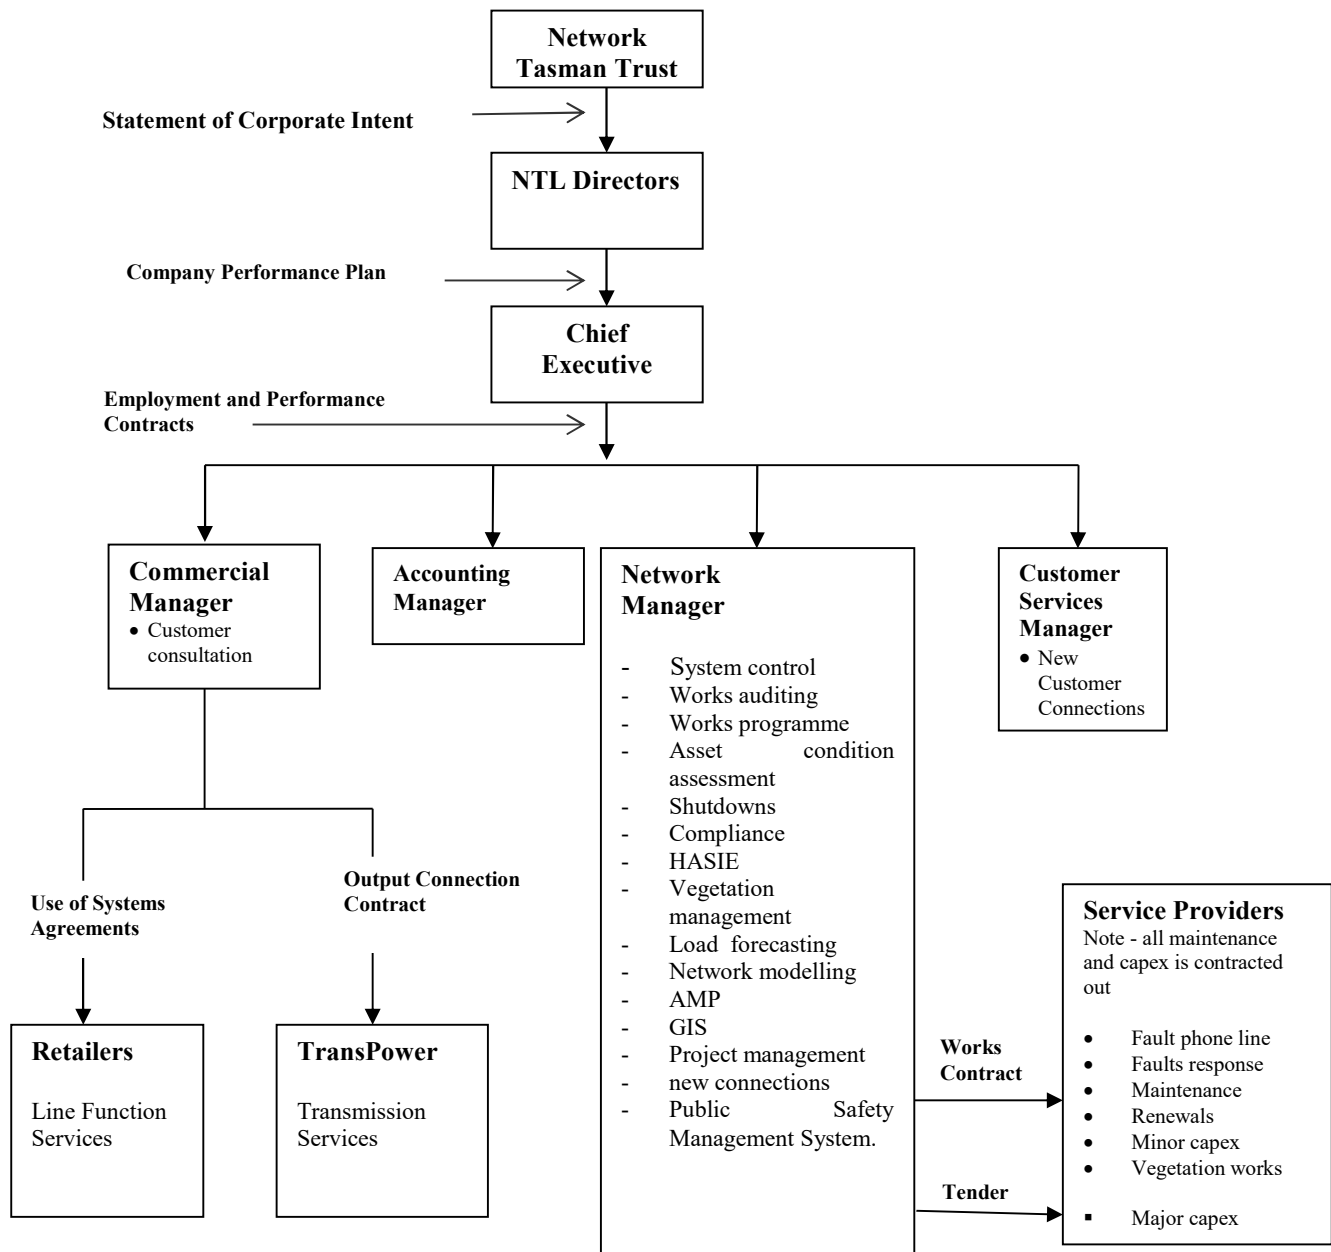 Network
Tasman Trust
Statement of Corporate Intent
NTL Directors
Company Performance Plan
Chief
Executive
Employment and Performance
Contracts
Commercial
Manager
• Customer
consultation
Accounting
Manager
Network
Manager
- System control
- Works auditing
- Works programme
- Asset condition
assessment
- Shutdowns
- Compliance
- HASIE
- Vegetation
management
- Load forecasting
- Network modelling
- AMP
- GIS
- Project management
- new connections
- Public Safety
Management System.
Customer
Services
Manager
• New
Customer
Connections
Use of Systems
Agreements
Output Connection
Contract
Retailers
Line Function
Services
TransPower
Transmission
Services
Works
Contract
Tender
Service Providers
Note - all maintenance
and capex is contracted
out
• Fault phone line
• Faults response
• Maintenance
• Renewals
• Minor capex
• Vegetation works
▪ Major capex